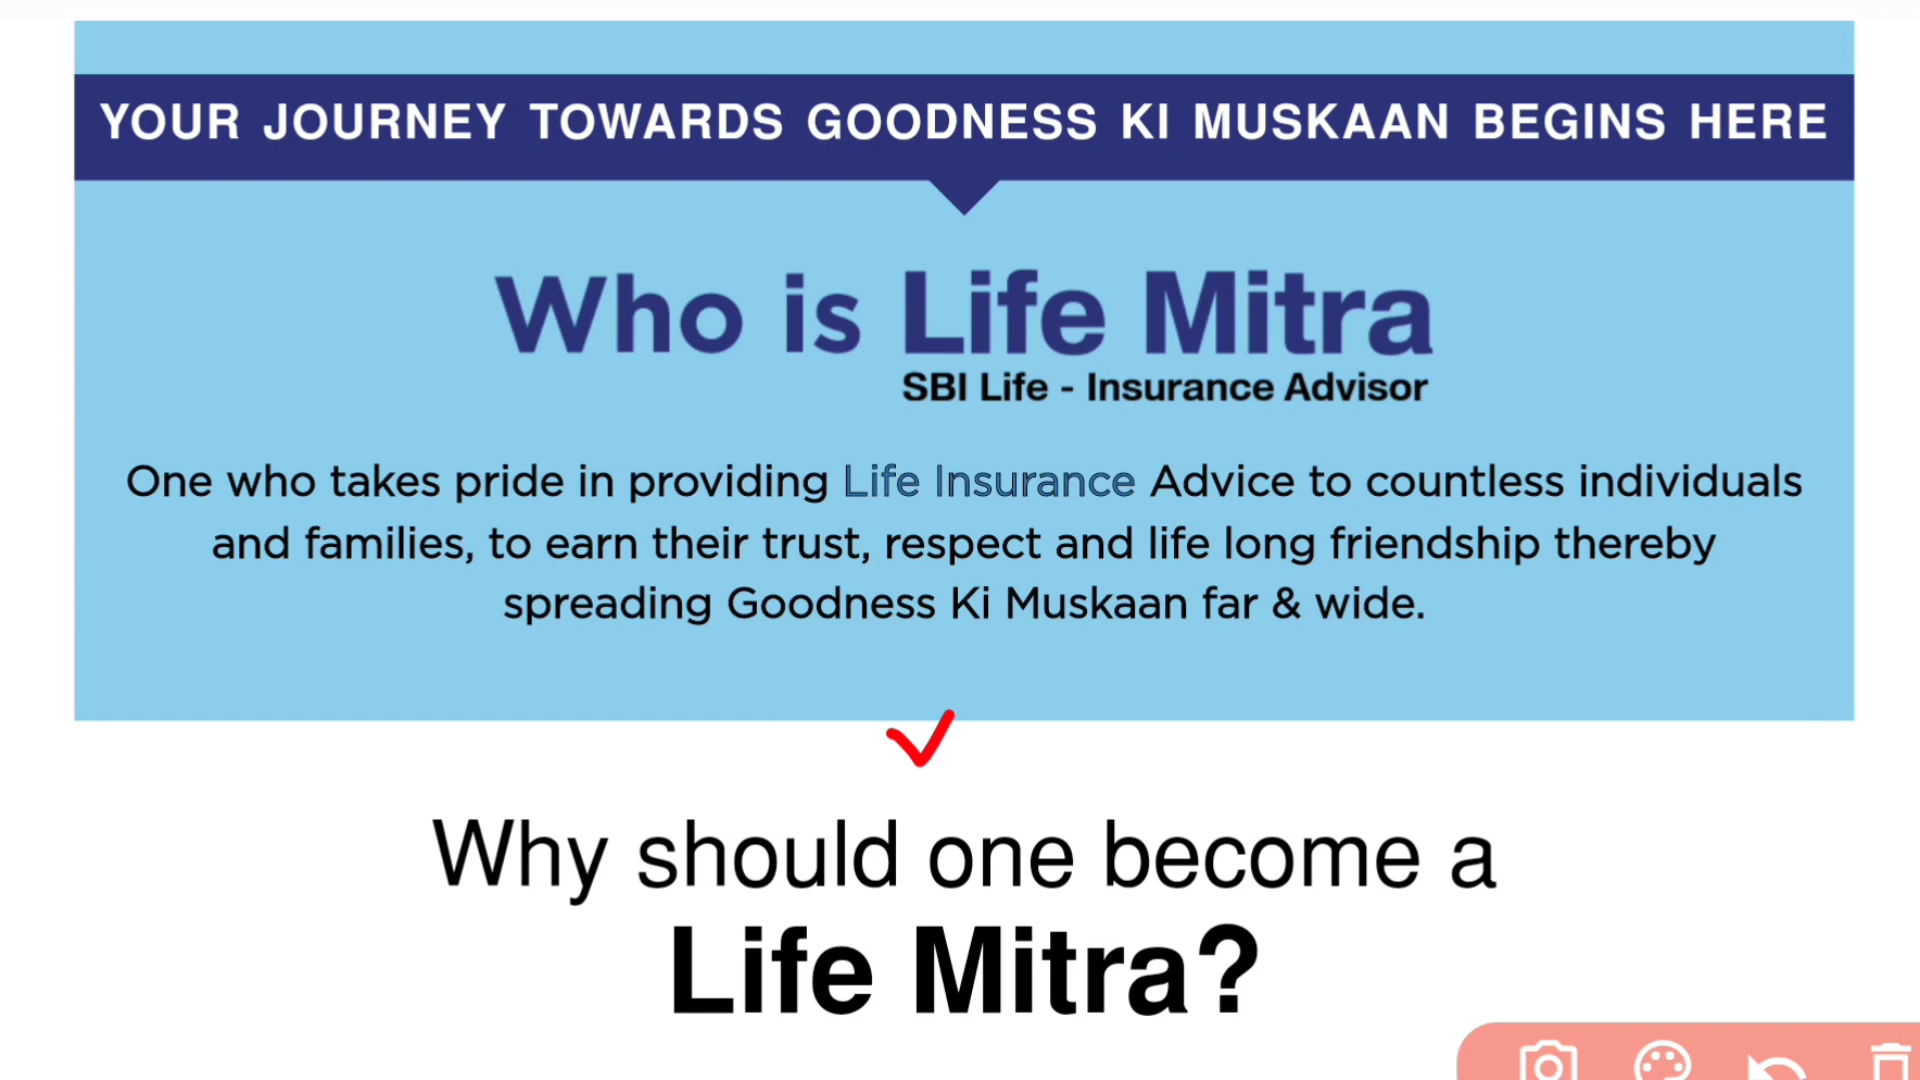 YOUR JOURNEY TOWARDS GOODNESS KI MUSKAAN BEGINS HERE
Who is Life Mitra
SBI Life - Insurance Advisor
One who takes pride in providing Life Insurance Advice to countless individuals
and families, to earn their trust, respect and life long friendship thereby
spreading Goodness Ki Muskaan far & wide.
Why should one become a
Life Mitra?